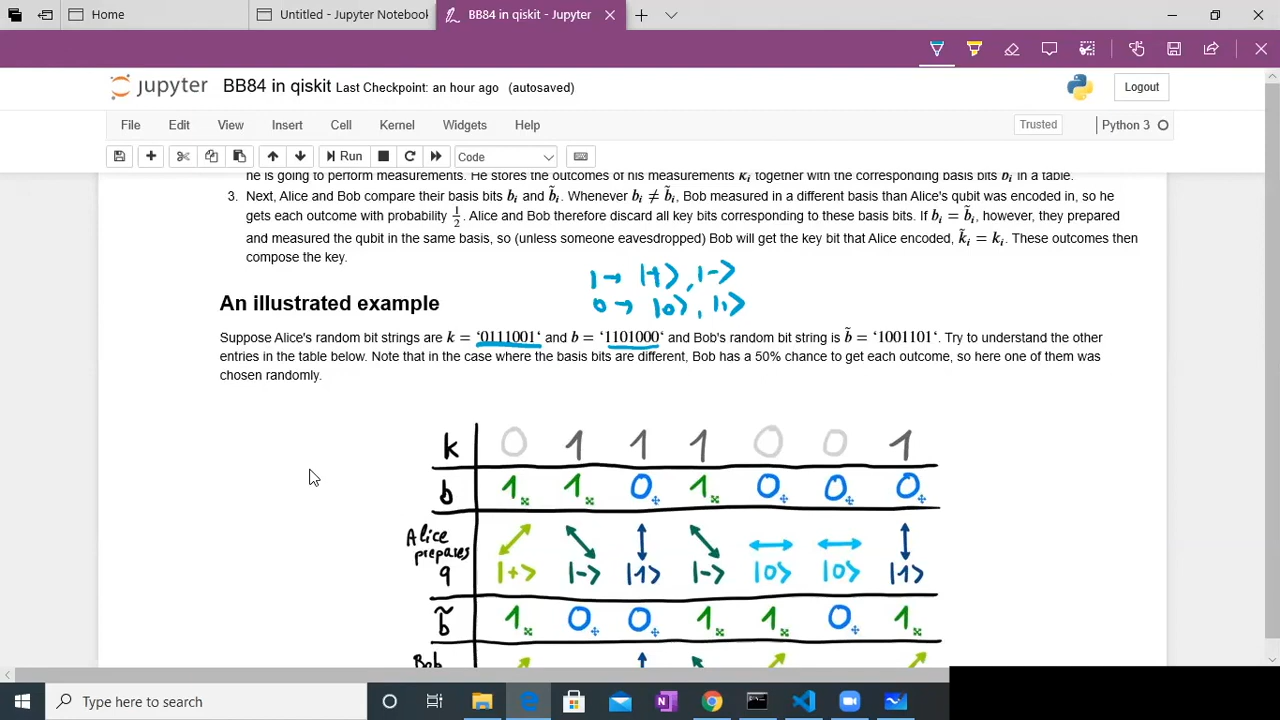 Home Untitled - Jupyter Notebook BB84 in qiskit - Jupyter
jupyter BB84 in qiskit Last Checkpoint: an hour ago (autosaved) Logout
File Edit View Insert Cell Kernel Widgets Help Trusted Python 3
Run Code
he is going to perform measurements. He stores the outcomes of his measurements k̃ᵢ together with the corresponding basis bits b̃ᵢ in a table.
3. Next, Alice and Bob compare their basis bits bᵢ and b̃ᵢ. Whenever bᵢ ≠ b̃ᵢ, Bob measured in a different basis than Alice's qubit was encoded in, so he
gets each outcome with probability 1/2. Alice and Bob therefore discard all key bits corresponding to these basis bits. If bᵢ = b̃ᵢ, however, they prepared
and measured the qubit in the same basis, so (unless someone eavesdropped) Bob will get the key bit that Alice encoded, k̃ᵢ = kᵢ. These outcomes then
compose the key.
1 → |+⟩, |-⟩
0 → |0⟩, |1⟩
An illustrated example
Suppose Alice's random bit strings are k = ‘0111001‘ and b = ‘1101000‘ and Bob's random bit string is b̃ = ‘1001101‘. Try to understand the other
entries in the table below. Note that in the case where the basis bits are different, Bob has a 50% chance to get each outcome, so here one of them was
chosen randomly.
k 0 1 1 1 0 0 1
b 1 1 0 1 0 0 0
Alice
prepares
q |+⟩ |-⟩ |1⟩ |-⟩ |0⟩ |0⟩ |1⟩
b̃ 1 0 0 1 1 0 1
Bob
Type here to search